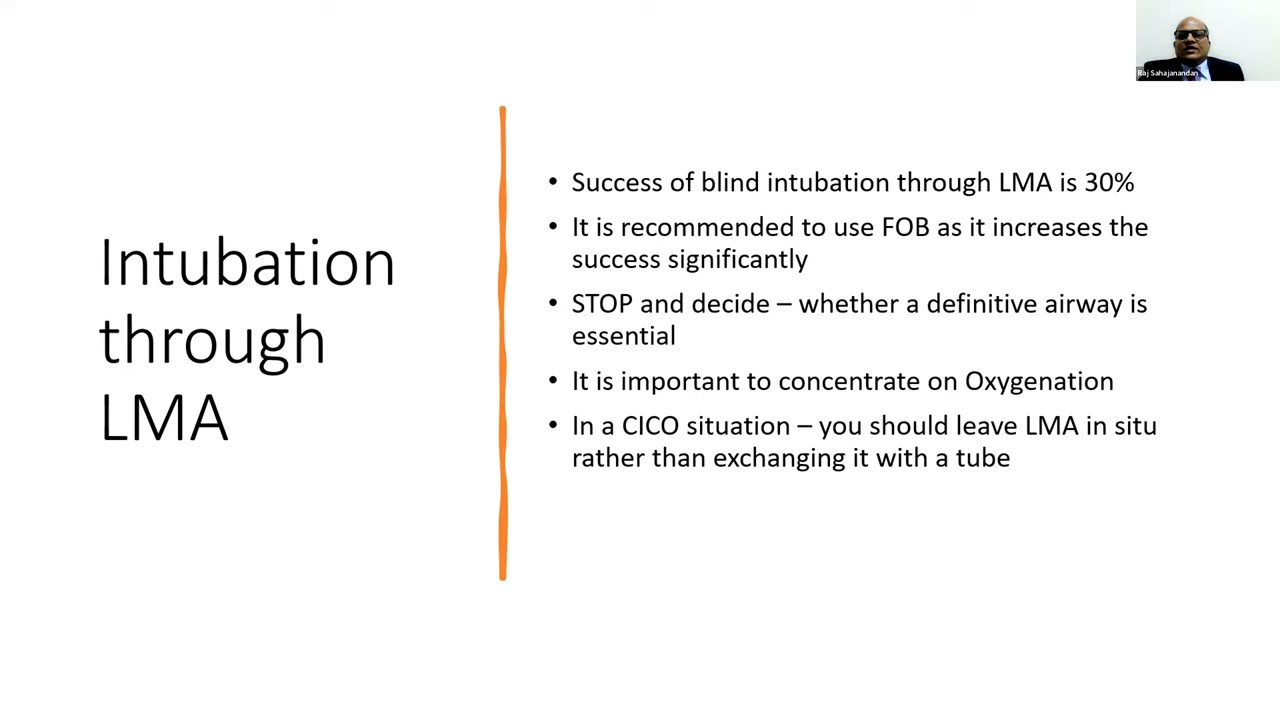 Raj Sahajanandan
Intubation
through
LMA
• Success of blind intubation through LMA is 30%
• It is recommended to use FOB as it increases the
success significantly
• STOP and decide – whether a definitive airway is
essential
• It is important to concentrate on Oxygenation
• In a CICO situation – you should leave LMA in situ
rather than exchanging it with a tube